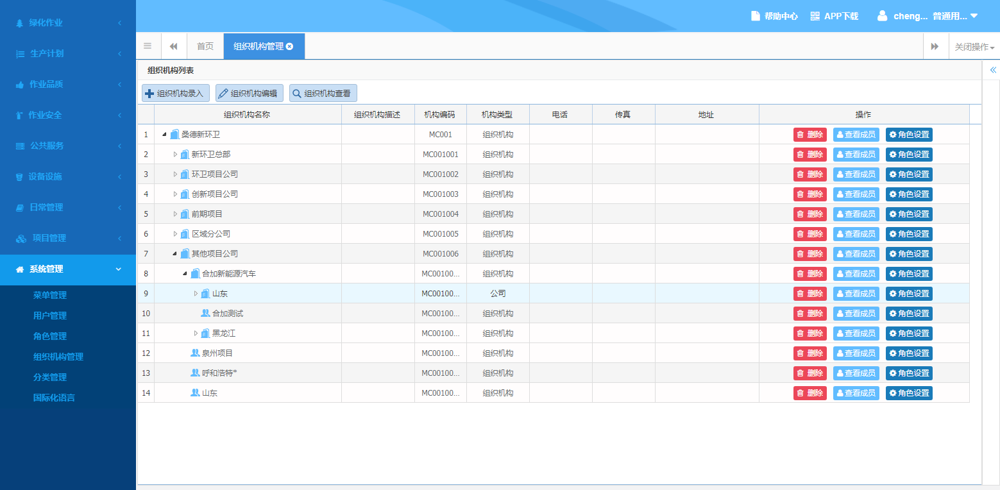 帮助中心 APP下载 cheng... 普通用...
绿化作业
生产计划
作业品质
作业安全
公共服务
设备设施
日常管理
项目管理
系统管理
菜单管理
用户管理
角色管理
组织机构管理
分类管理
国际化语言
首页 组织机构管理 关闭操作
组织机构列表
组织机构录入 组织机构编辑 组织机构查看
组织机构名称 组织机构描述 机构编码 机构类型 电话 传真 地址 操作
1 桑德新环卫 MC001 组织机构 删除 查看成员 角色设置
2 新环卫总部 MC001001 组织机构 删除 查看成员 角色设置
3 环卫项目公司 MC001002 组织机构 删除 查看成员 角色设置
4 创新项目公司 MC001003 组织机构 删除 查看成员 角色设置
5 前期项目 MC001004 组织机构 删除 查看成员 角色设置
6 区域分公司 MC001005 组织机构 删除 查看成员 角色设置
7 其他项目公司 MC001006 组织机构 删除 查看成员 角色设置
8 合加新能源汽车 MC00100... 组织机构 删除 查看成员 角色设置
9 山东 MC00100... 公司 删除 查看成员 角色设置
10 合加测试 MC00100... 组织机构 删除 查看成员 角色设置
11 黑龙江 MC00100... 组织机构 删除 查看成员 角色设置
12 泉州项目 MC00100... 组织机构 删除 查看成员 角色设置
13 呼和浩特* MC00100... 组织机构 删除 查看成员 角色设置
14 山东 MC00100... 组织机构 删除 查看成员 角色设置